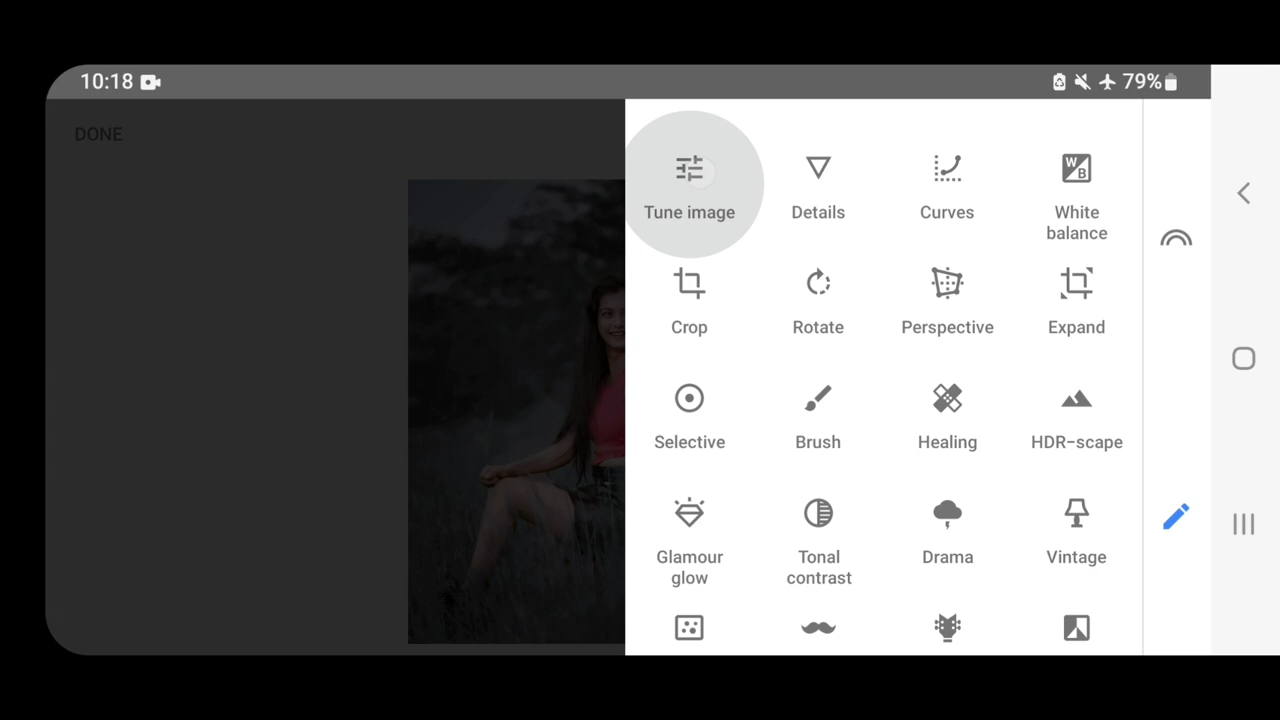 10:18
79%
DONE
Tune image
Details
Curves
W
B
White
balance
Crop
Rotate
Perspective
Expand
Selective
Brush
Healing
HDR-scape
Glamour
glow
Tonal
contrast
Drama
Vintage